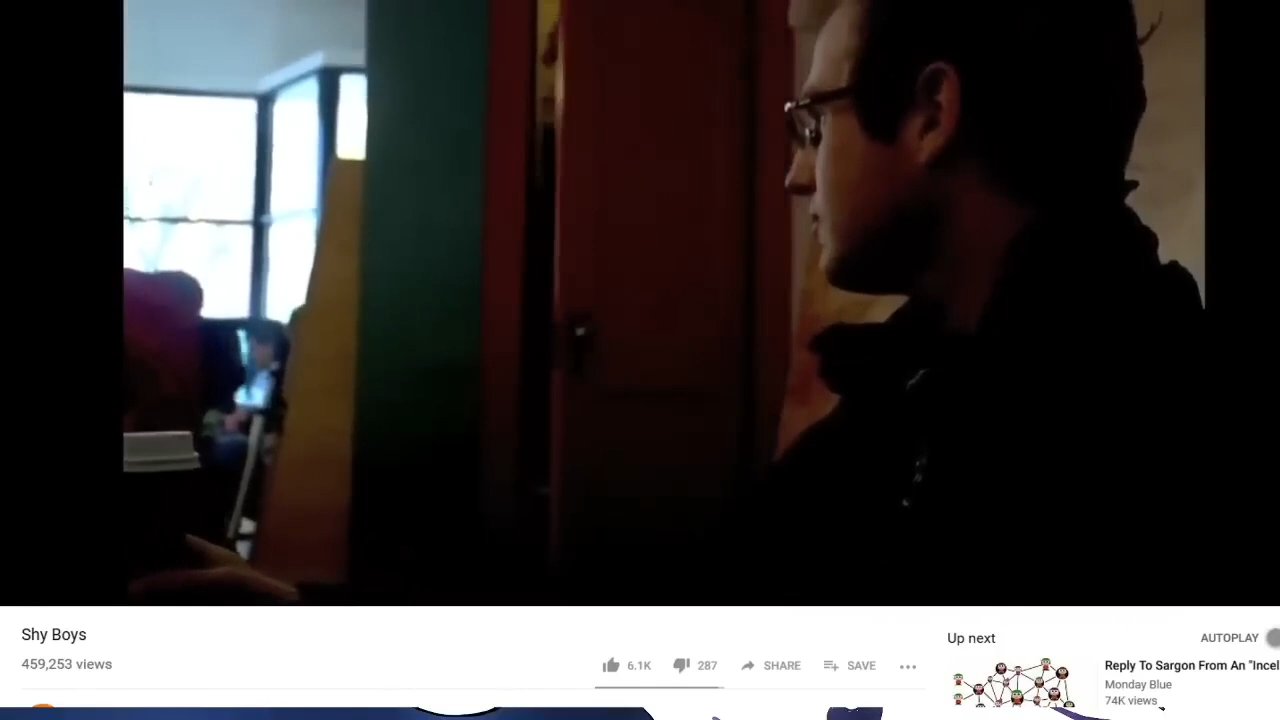 Shy Boys
459,253 views
6.1K
287
SHARE
SAVE
Up next
AUTOPLAY
Reply To Sargon From An "Incel
Monday Blue
74K views